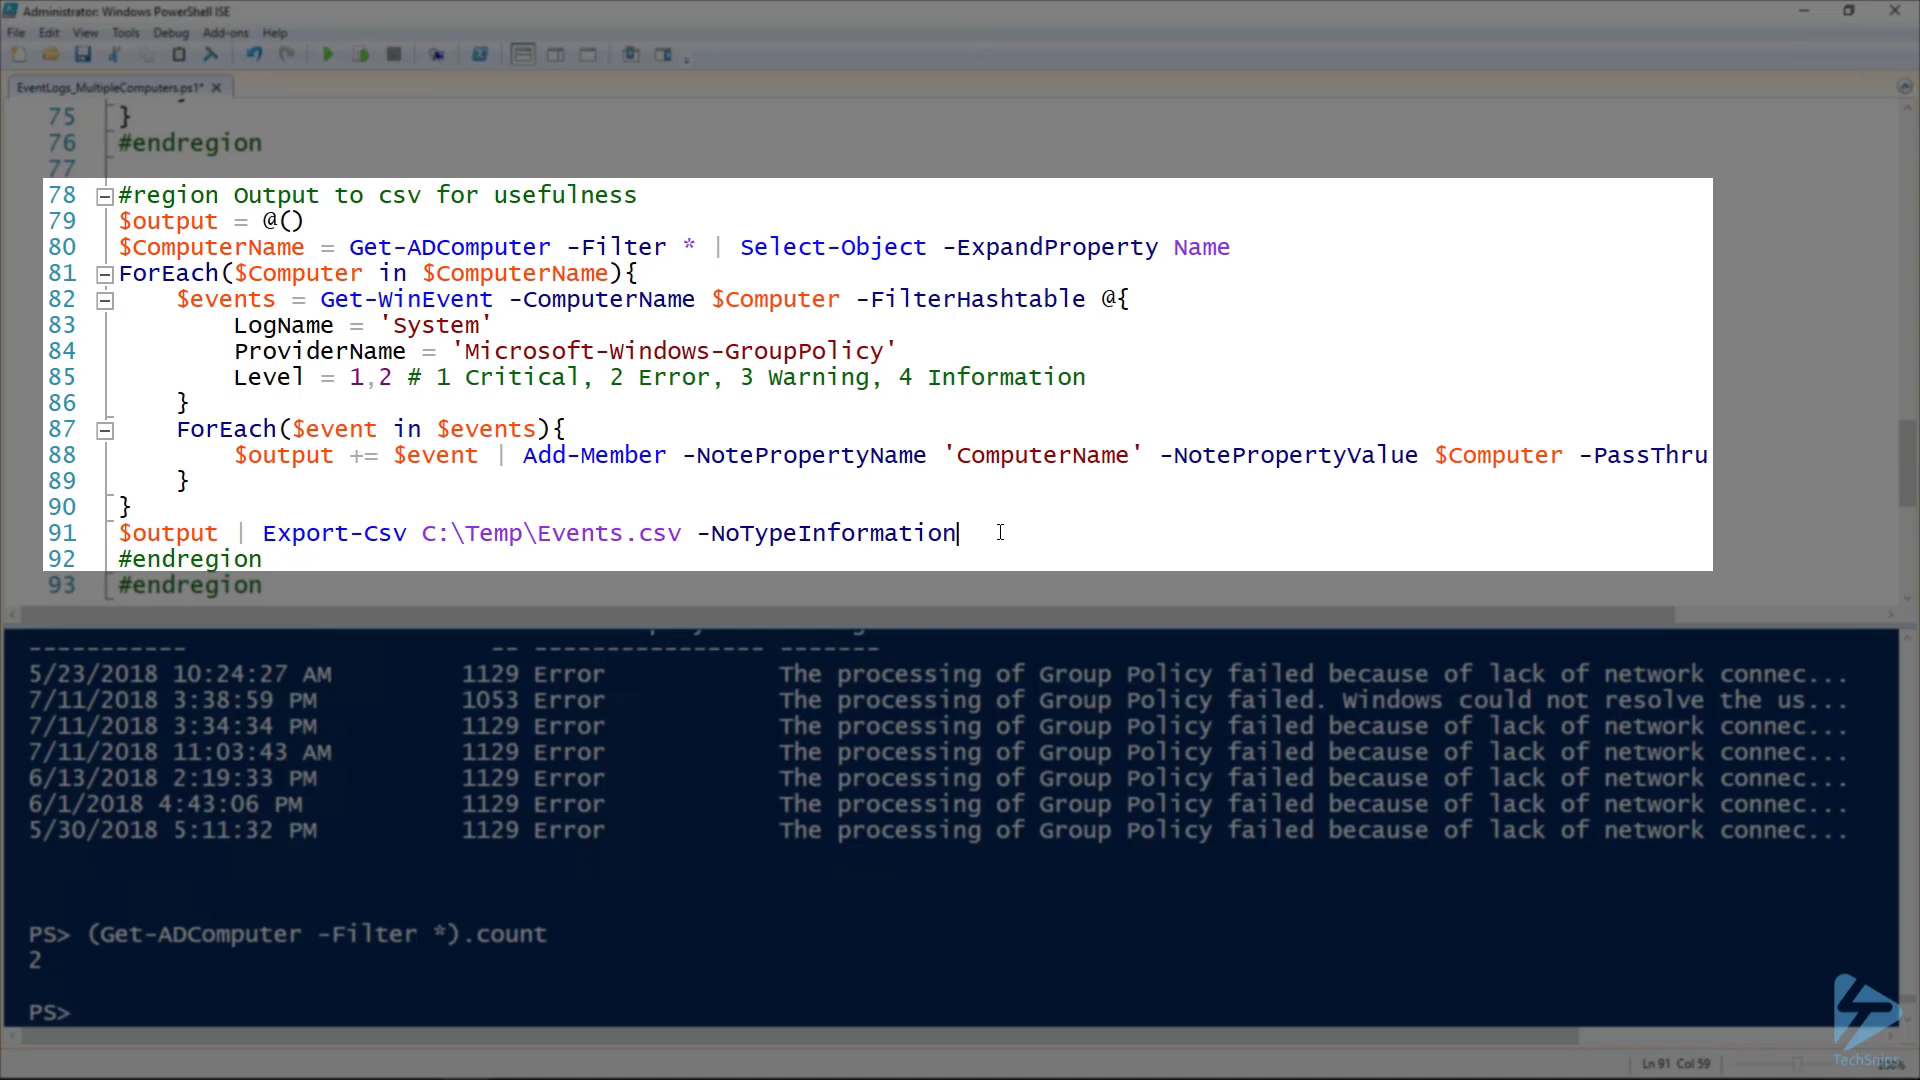 Administrator: Windows PowerShell ISE
File Edit View Tools Debug Add-ons Help
EventLogs_MultipleComputers.ps1*
75 }
76 #endregion
77
78 #region Output to csv for usefulness
79 $output = @()
80 $ComputerName = Get-ADComputer -Filter * | Select-Object -ExpandProperty Name
81 ForEach($Computer in $ComputerName){
82 $events = Get-WinEvent -ComputerName $Computer -FilterHashtable @{
83 LogName = 'System'
84 ProviderName = 'Microsoft-Windows-GroupPolicy'
85 Level = 1,2 # 1 Critical, 2 Error, 3 Warning, 4 Information
86 }
87 ForEach($event in $events){
88 $output += $event | Add-Member -NotePropertyName 'ComputerName' -NotePropertyValue $Computer -PassThru
89 }
90 }
91 $output | Export-Csv C:\Temp\Events.csv -NoTypeInformation
92 #endregion
93 #endregion
----------- -- ---------------- -------
5/23/2018 10:24:27 AM 1129 Error The processing of Group Policy failed because of lack of network connec...
7/11/2018 3:38:59 PM 1053 Error The processing of Group Policy failed. Windows could not resolve the us...
7/11/2018 3:34:34 PM 1129 Error The processing of Group Policy failed because of lack of network connec...
7/11/2018 11:03:43 AM 1129 Error The processing of Group Policy failed because of lack of network connec...
6/13/2018 2:19:33 PM 1129 Error The processing of Group Policy failed because of lack of network connec...
6/1/2018 4:43:06 PM 1129 Error The processing of Group Policy failed because of lack of network connec...
5/30/2018 5:11:32 PM 1129 Error The processing of Group Policy failed because of lack of network connec...
PS> (Get-ADComputer -Filter *).count
2
PS>
TechSnips
Ln 91 Col 59